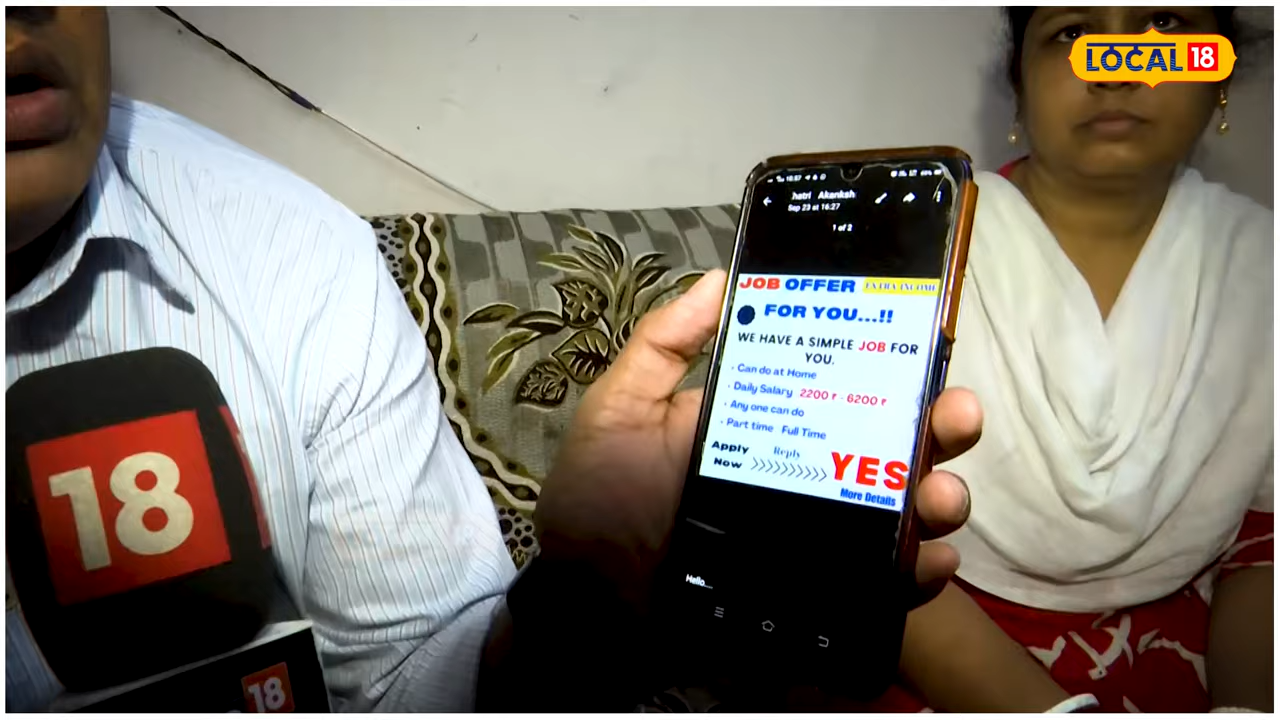 LOCAL 18
hatri Akanksh
Sep 23 at 16:27
1 of 2
JOB OFFER EXTRA INCOME
FOR YOU...!!
WE HAVE A SIMPLE JOB FOR
YOU.
· Can do at Home
· Daily Salary 2200 ₹ - 6200 ₹
· Any one can do
· Part time Full Time
Apply Reply
Now >>>>>>>>>> YES
More Details
Hello...
18
18